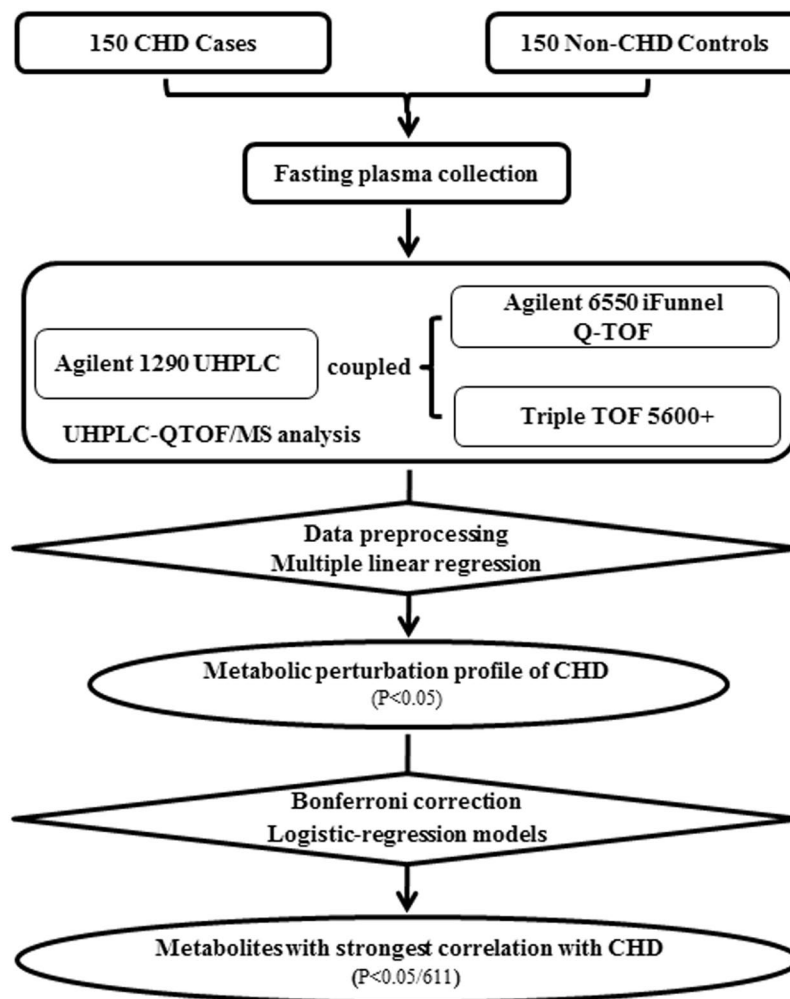 150 CHD Cases
150 Non-CHD Controls
Fasting plasma collection
Agilent 6550 iFunnel
Q-TOF
Agilent 1290 UHPLC
coupled
Triple TOF 5600+
UHPLC-QTOF/MS analysis
Data preprocessing
Multiple linear regression
Metabolic perturbation profile of CHD
(P<0.05)
Bonferroni correction
Logistic-regression models
Metabolites with strongest correlation with CHD
(P<0.05/611)